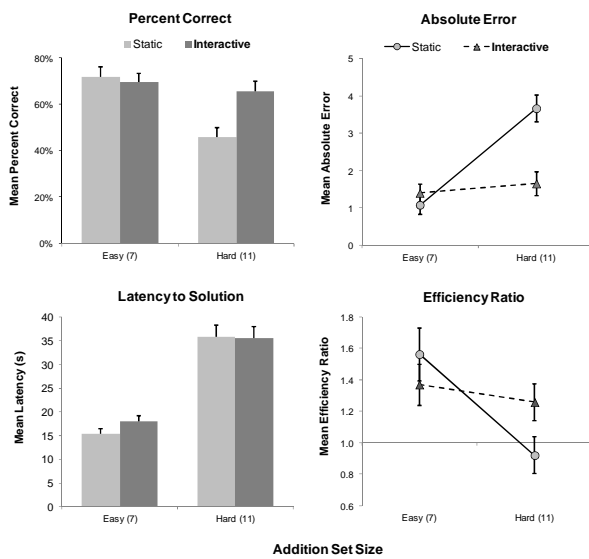 Percent Correct
Static
Interactive
Mean Percent Correct
80%
60%
40%
20%
0%
Easy (7)
Hard (11)
Absolute Error
Static
Interactive
Mean Absolute Error
5
4
3
2
1
0
Easy (7)
Hard (11)
Latency to Solution
Mean Latency (s)
40
35
30
25
20
15
10
5
0
Easy (7)
Hard (11)
Efficiency Ratio
Mean Efficiency Ratio
1.8
1.6
1.4
1.2
1.0
0.8
0.6
Easy (7)
Hard (11)
Addition Set Size